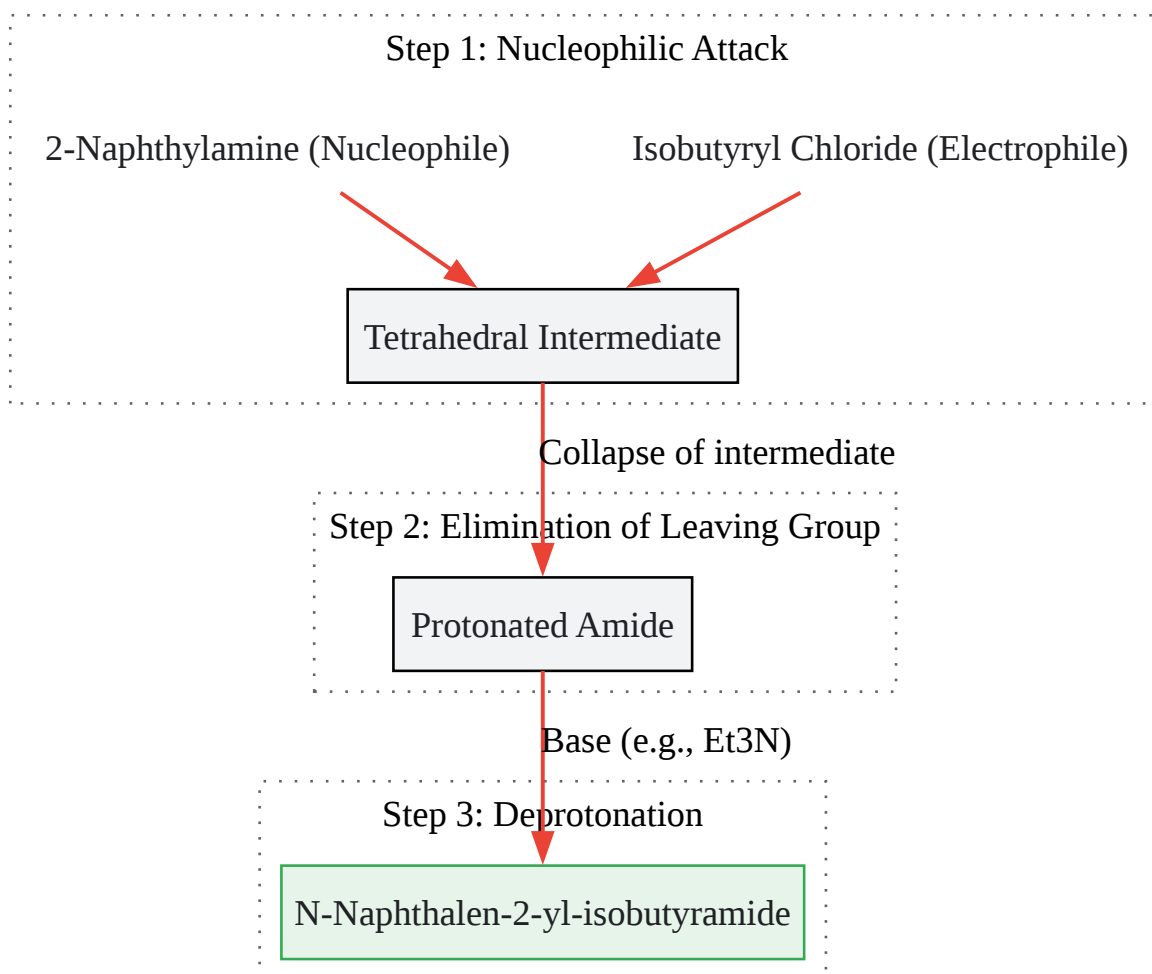 Step 1: Nucleophilic Attack
2-Naphthylamine (Nucleophile)
Isobutyryl Chloride (Electrophile)
Tetrahedral Intermediate
Collapse of intermediate
Step 2: Elimination of Leaving Group
Protonated Amide
Base (e.g., Et3N)
Step 3: Deprotonation
N-Naphthalen-2-yl-isobutyramide